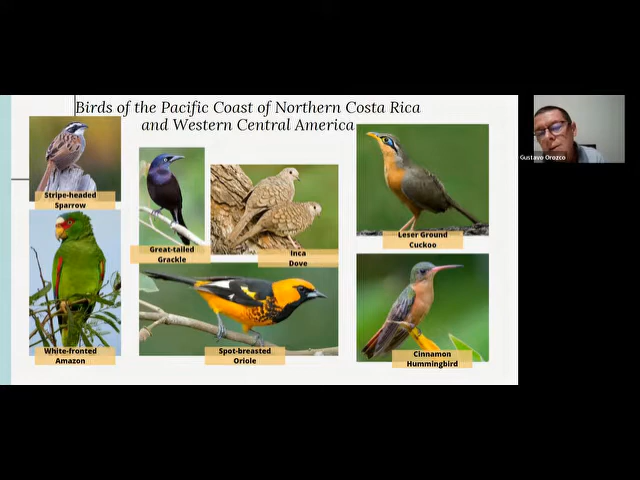 Birds of the Pacific Coast of Northern Costa Rica
and Western Central America
Gustavo Orozco
Stripe-headed
Sparrow
Great-tailed
Grackle
Inca
Dove
Leser Ground
Cuckoo
White-fronted
Amazon
Spot-breasted
Oriole
Cinnamon
Hummingbird